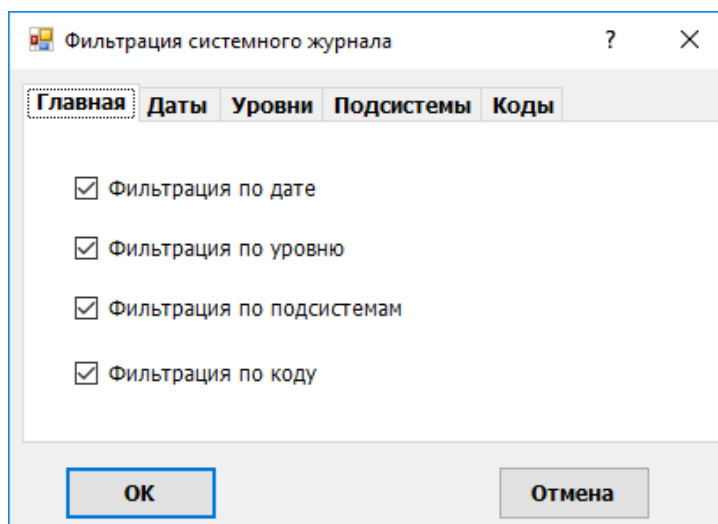 Фильтрация системного журнала ?
Главная Даты Уровни Подсистемы Коды
Фильтрация по дате
Фильтрация по уровню
Фильтрация по подсистемам
Фильтрация по коду
ОК Отмена